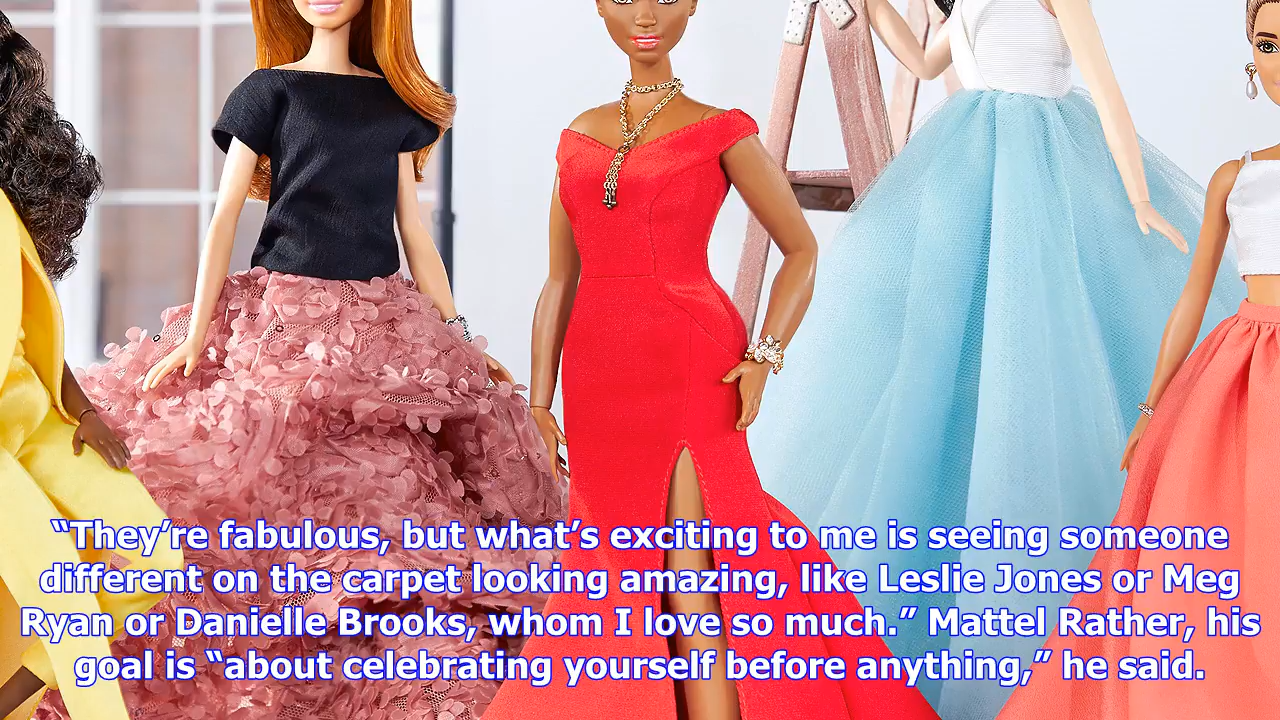 “They’re fabulous, but what’s exciting to me is seeing someone
different on the carpet looking amazing, like Leslie Jones or Meg
Ryan or Danielle Brooks, whom I love so much.” Mattel Rather, his
goal is “about celebrating yourself before anything,” he said.